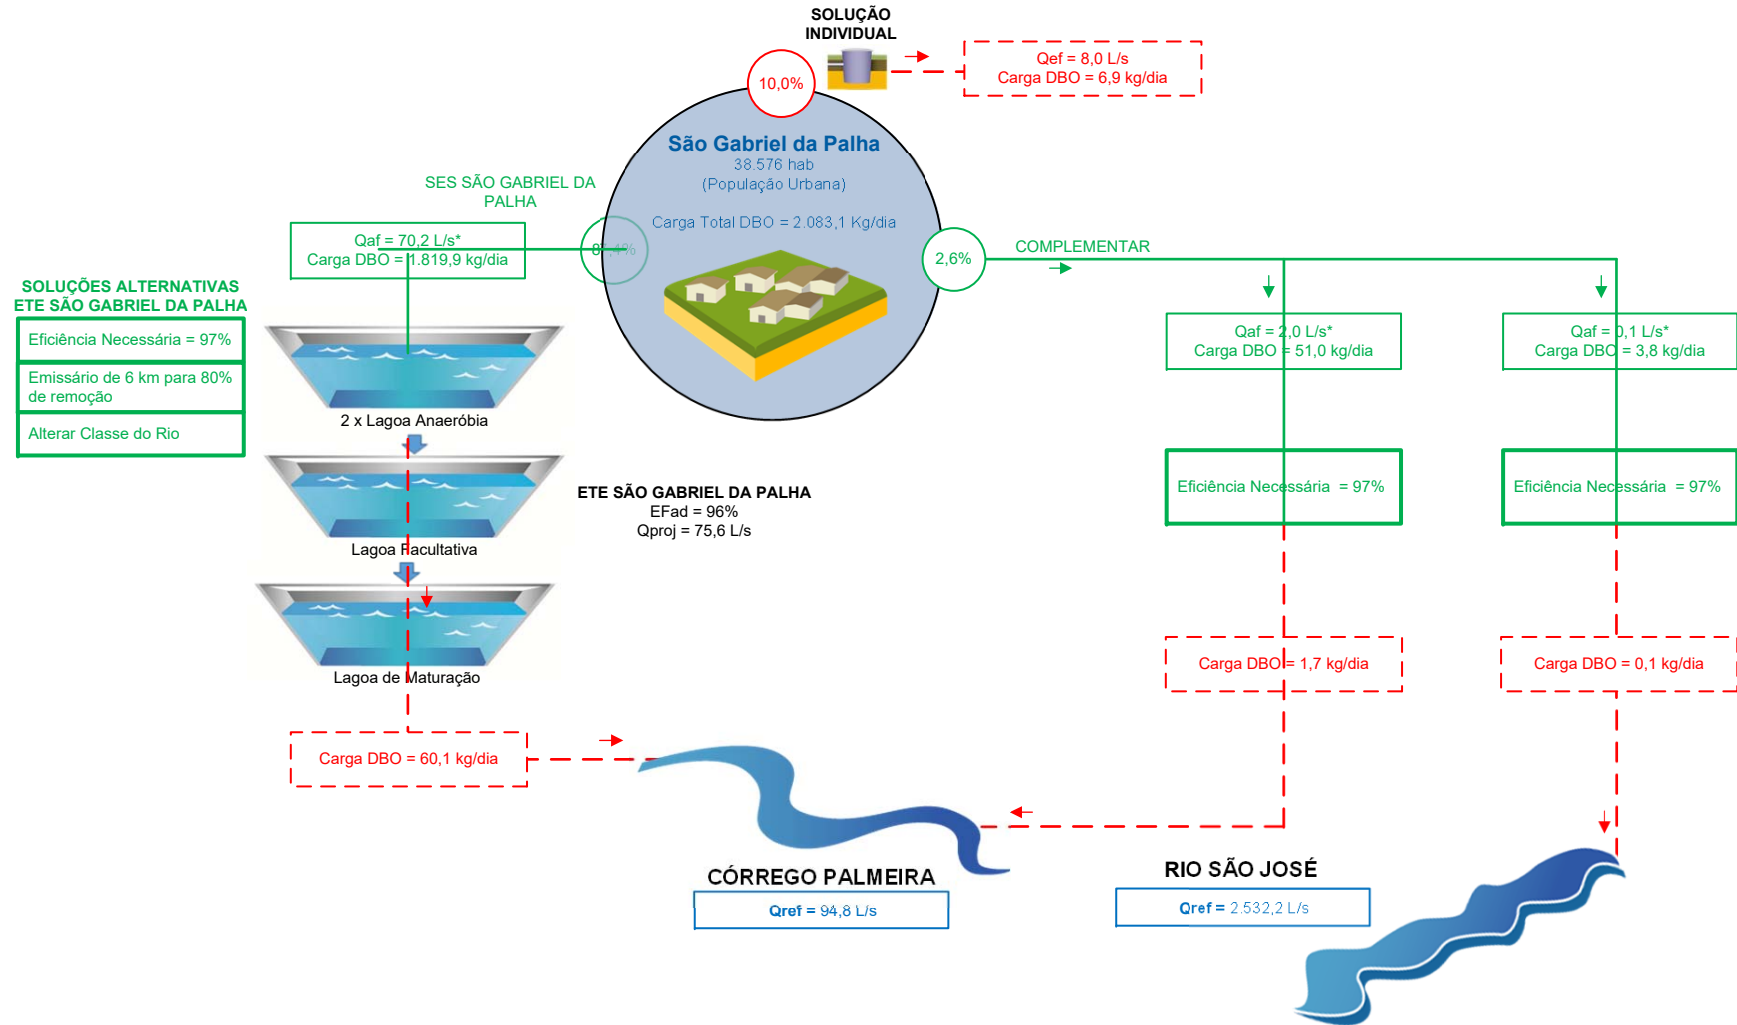 SOLUÇÃO
INDIVIDUAL
10,0%
Qef = 8,0 L/s
Carga DBO = 6,9 kg/dia
São Gabriel da Palha
38.576 hab
(População Urbana)
Carga Total DBO = 2.083,1 Kg/dia
SES SÃO GABRIEL DA
PALHA
87,4%
Qaf = 70,2 L/s*
Carga DBO = 1.819,9 kg/dia
2,6%
COMPLEMENTAR
SOLUÇÕES ALTERNATIVAS
ETE SÃO GABRIEL DA PALHA
Eficiência Necessária = 97%
Emissário de 6 km para 80%
de remoção
Alterar Classe do Rio
Qaf = 2,0 L/s*
Carga DBO = 51,0 kg/dia
Qaf = 0,1 L/s*
Carga DBO = 3,8 kg/dia
2 x Lagoa Anaeróbia
Lagoa Facultativa
Lagoa de Maturação
ETE SÃO GABRIEL DA PALHA
EFad = 96%
Qproj = 75,6 L/s
Eficiência Necessária = 97%
Eficiência Necessária = 97%
Carga DBO = 1,7 kg/dia
Carga DBO = 0,1 kg/dia
Carga DBO = 60,1 kg/dia
CÓRREGO PALMEIRA
Qref = 94,8 L/s
RIO SÃO JOSÉ
Qref = 2.532,2 L/s